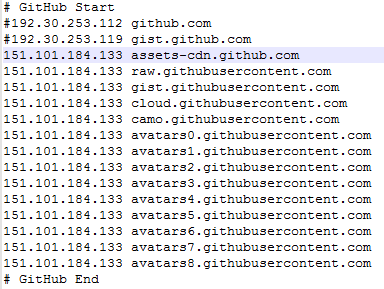 # GitHub Start
#192.30.253.112 github.com
#192.30.253.119 gist.github.com
151.101.184.133 assets-cdn.github.com
151.101.184.133 raw.githubusercontent.com
151.101.184.133 gist.githubusercontent.com
151.101.184.133 cloud.githubusercontent.com
151.101.184.133 camo.githubusercontent.com
151.101.184.133 avatars0.githubusercontent.com
151.101.184.133 avatars1.githubusercontent.com
151.101.184.133 avatars2.githubusercontent.com
151.101.184.133 avatars3.githubusercontent.com
151.101.184.133 avatars4.githubusercontent.com
151.101.184.133 avatars5.githubusercontent.com
151.101.184.133 avatars6.githubusercontent.com
151.101.184.133 avatars7.githubusercontent.com
151.101.184.133 avatars8.githubusercontent.com
# GitHub End